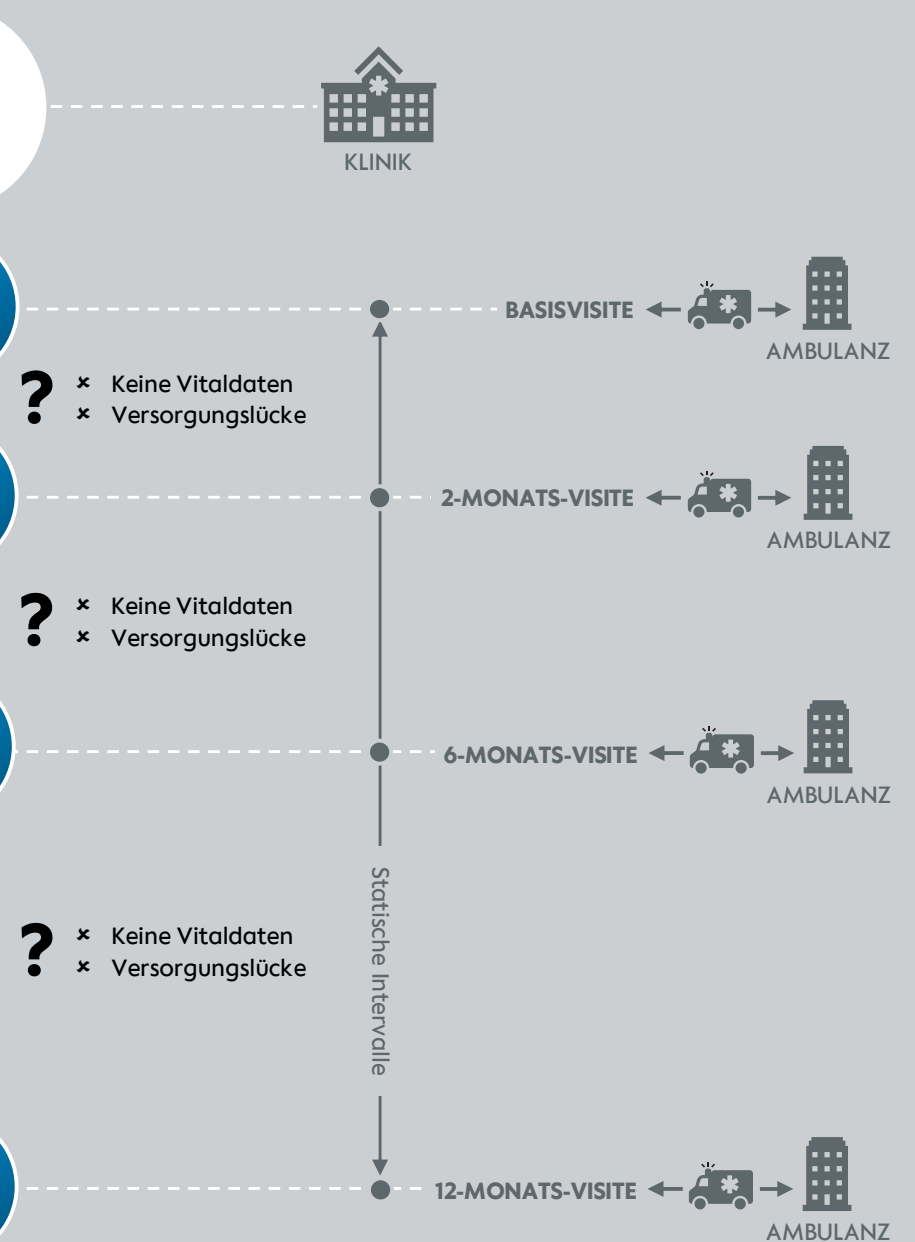 KLINIK
BASISVISITE
AMBULANZ
? × Keine Vitaldaten
× Versorgungslücke
2-MONATS-VISITE
AMBULANZ
? × Keine Vitaldaten
× Versorgungslücke
6-MONATS-VISITE
AMBULANZ
Statische Intervalle
? × Keine Vitaldaten
× Versorgungslücke
12-MONATS-VISITE
AMBULANZ